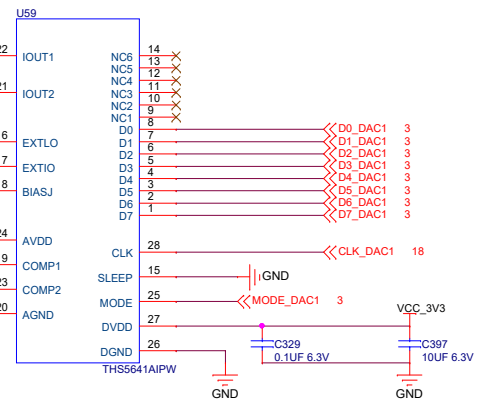 U59
22 IOUT1 NC6 14
NC5 13
NC4 12
21 IOUT2 NC3 11
NC2 10
NC1 9
D0 8 D0_DAC1 3
6 EXTLO D1 7 D1_DAC1 3
D2 6 D2_DAC1 3
7 EXTIO D3 5 D3_DAC1 3
D4 4 D4_DAC1 3
8 BIASJ D5 3 D5_DAC1 3
D6 2 D6_DAC1 3
D7 1 D7_DAC1 3
24 AVDD
CLK 28 CLK_DAC1 18
9 COMP1
SLEEP 15 GND
23 COMP2
MODE 25 MODE_DAC1 3
20 AGND
VCC_3V3
DVDD 27
C329 C397
DGND 26 0.1UF 6.3V 10UF 6.3V
THS5641AIPW
GND GND